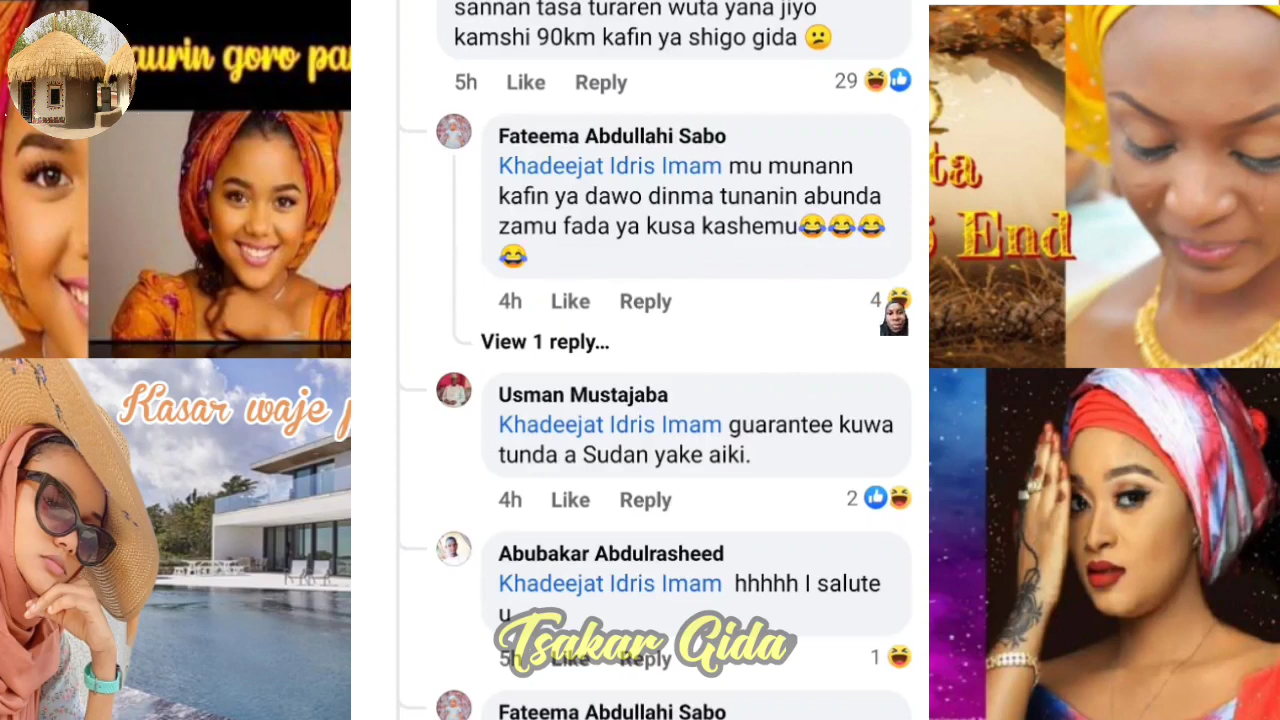 aurin goro pa
Kasar waje
sannan tasa turaren wuta yana jiyo
kamshi 90km kafin ya shigo gida 😕
5h Like Reply 29
Fateema Abdullahi Sabo
Khadeejat Idris Imam mu munann
kafin ya dawo dinma tunanin abunda
zamu fada ya kusa kashemu😂😂😂
😂
4h Like Reply 4
View 1 reply...
Usman Mustajaba
Khadeejat Idris Imam guarantee kuwa
tunda a Sudan yake aiki.
4h Like Reply 2
Abubakar Abdulrasheed
Khadeejat Idris Imam hhhhh I salute
u
5h Like Reply 1
Tsakar Gida
Fateema Abdullahi Sabo
ta
End